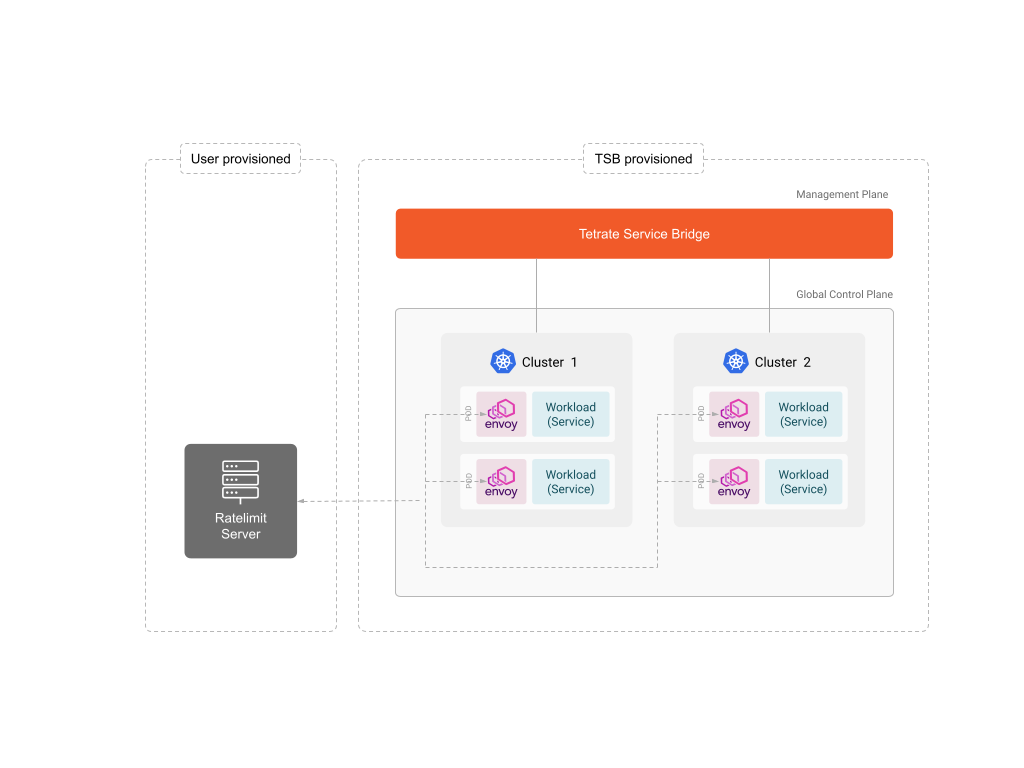 User provisioned
TSB provisioned
Management Plane
Tetrate Service Bridge
Global Control Plane
Cluster 1
Cluster 2
POD
envoy
Workload
(Service)
POD
envoy
Workload
(Service)
POD
envoy
Workload
(Service)
POD
envoy
Workload
(Service)
Ratelimit
Server